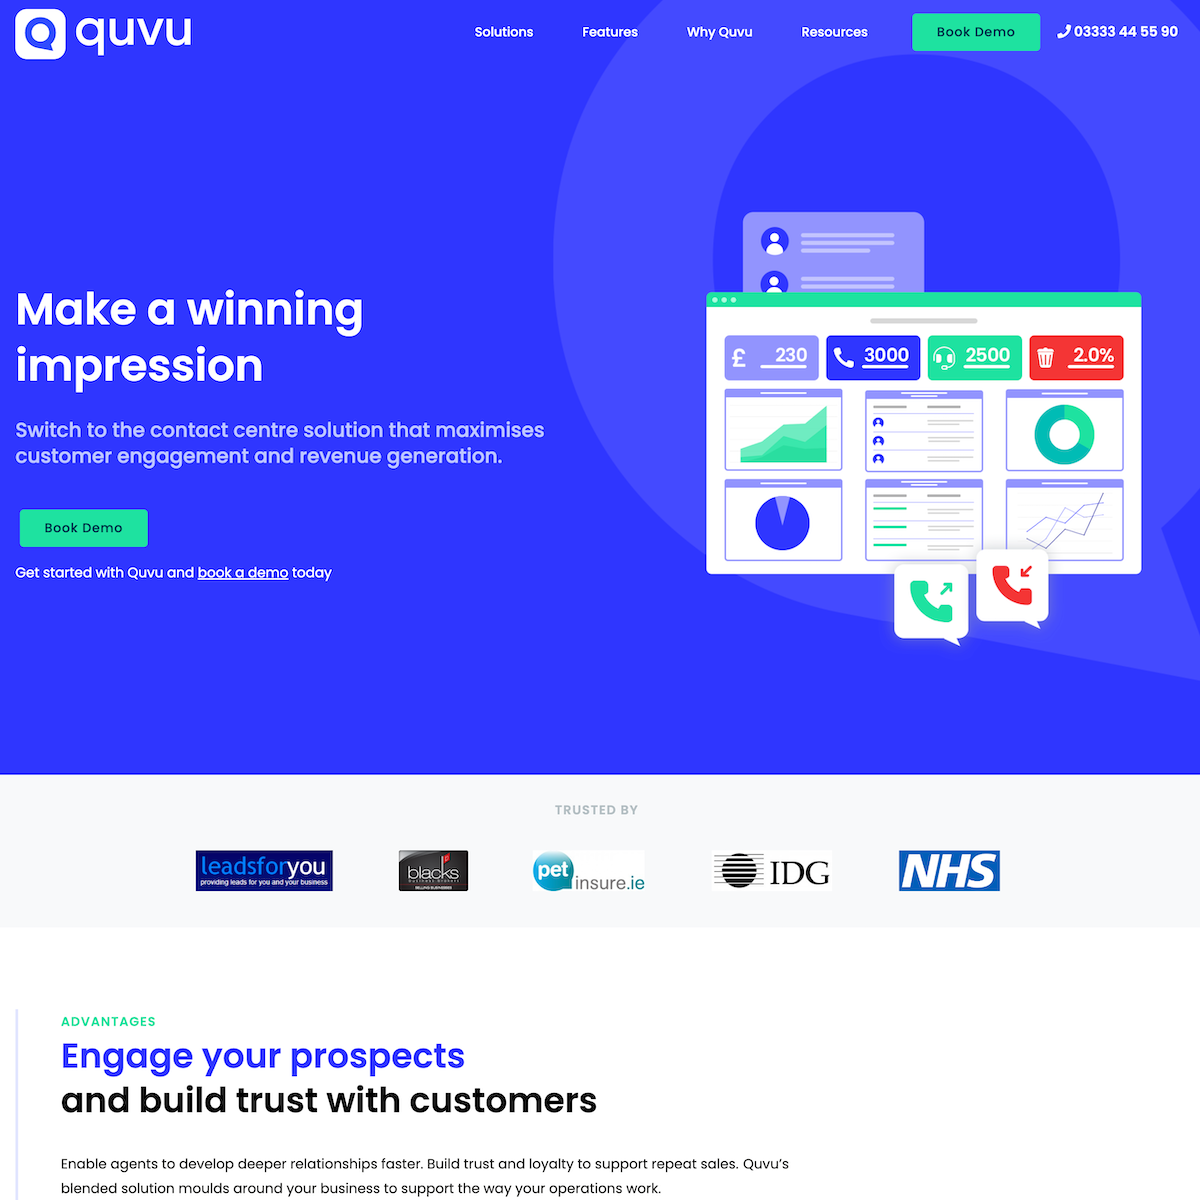 quvu
Solutions
Features
Why Quvu
Resources
Book Demo
03333 44 55 90
Make a winning
impression
Switch to the contact centre solution that maximises
customer engagement and revenue generation.
Book Demo
Get started with Quvu and book a demo today
£ 230
3000
2500
2.0%
TRUSTED BY
leadsforyou
providing leads for you and your business
blacks
business brokers
SELLING BUSINESSES
pet
insure.ie
IDG
NHS
ADVANTAGES
Engage your prospects
and build trust with customers
Enable agents to develop deeper relationships faster. Build trust and loyalty to support repeat sales. Quvu’s
blended solution moulds around your business to support the way your operations work.